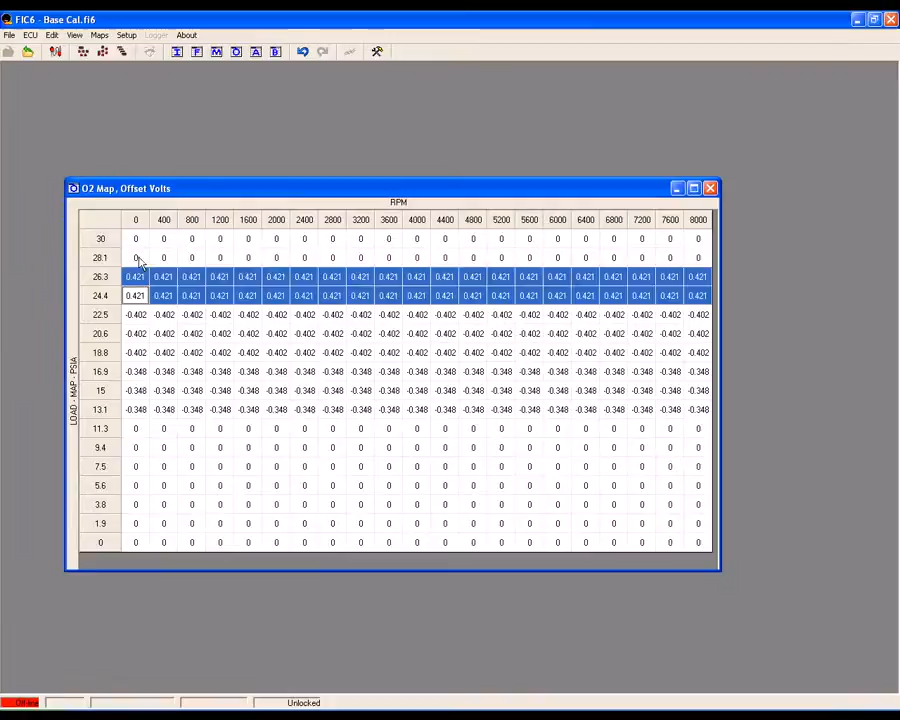 FIC6 - Base Cal.fi6
File ECU Edit View Maps Setup Logger About
I F M O A B
O2 Map, Offset Volts
RPM
0 400 800 1200 1600 2000 2400 2800 3200 3600 4000 4400 4800 5200 5600 6000 6400 6800 7200 7600 8000
30 0 0 0 0 0 0 0 0 0 0 0 0 0 0 0 0 0 0 0 0 0
28.1 0 0 0 0 0 0 0 0 0 0 0 0 0 0 0 0 0 0 0 0 0
26.3 0.421 0.421 0.421 0.421 0.421 0.421 0.421 0.421 0.421 0.421 0.421 0.421 0.421 0.421 0.421 0.421 0.421 0.421 0.421 0.421 0.421
24.4 0.421 0.421 0.421 0.421 0.421 0.421 0.421 0.421 0.421 0.421 0.421 0.421 0.421 0.421 0.421 0.421 0.421 0.421 0.421 0.421 0.421
22.5 -0.402 -0.402 -0.402 -0.402 -0.402 -0.402 -0.402 -0.402 -0.402 -0.402 -0.402 -0.402 -0.402 -0.402 -0.402 -0.402 -0.402 -0.402 -0.402 -0.402 -0.402
20.6 -0.402 -0.402 -0.402 -0.402 -0.402 -0.402 -0.402 -0.402 -0.402 -0.402 -0.402 -0.402 -0.402 -0.402 -0.402 -0.402 -0.402 -0.402 -0.402 -0.402 -0.402
18.8 -0.402 -0.402 -0.402 -0.402 -0.402 -0.402 -0.402 -0.402 -0.402 -0.402 -0.402 -0.402 -0.402 -0.402 -0.402 -0.402 -0.402 -0.402 -0.402 -0.402 -0.402
16.9 -0.348 -0.348 -0.348 -0.348 -0.348 -0.348 -0.348 -0.348 -0.348 -0.348 -0.348 -0.348 -0.348 -0.348 -0.348 -0.348 -0.348 -0.348 -0.348 -0.348 -0.348
15 -0.348 -0.348 -0.348 -0.348 -0.348 -0.348 -0.348 -0.348 -0.348 -0.348 -0.348 -0.348 -0.348 -0.348 -0.348 -0.348 -0.348 -0.348 -0.348 -0.348 -0.348
13.1 -0.348 -0.348 -0.348 -0.348 -0.348 -0.348 -0.348 -0.348 -0.348 -0.348 -0.348 -0.348 -0.348 -0.348 -0.348 -0.348 -0.348 -0.348 -0.348 -0.348 -0.348
11.3 0 0 0 0 0 0 0 0 0 0 0 0 0 0 0 0 0 0 0 0 0
9.4 0 0 0 0 0 0 0 0 0 0 0 0 0 0 0 0 0 0 0 0 0
7.5 0 0 0 0 0 0 0 0 0 0 0 0 0 0 0 0 0 0 0 0 0
5.6 0 0 0 0 0 0 0 0 0 0 0 0 0 0 0 0 0 0 0 0 0
3.8 0 0 0 0 0 0 0 0 0 0 0 0 0 0 0 0 0 0 0 0 0
1.9 0 0 0 0 0 0 0 0 0 0 0 0 0 0 0 0 0 0 0 0 0
0 0 0 0 0 0 0 0 0 0 0 0 0 0 0 0 0 0 0 0 0 0
LOAD - MAP - PSIA
Off-line
Unlocked